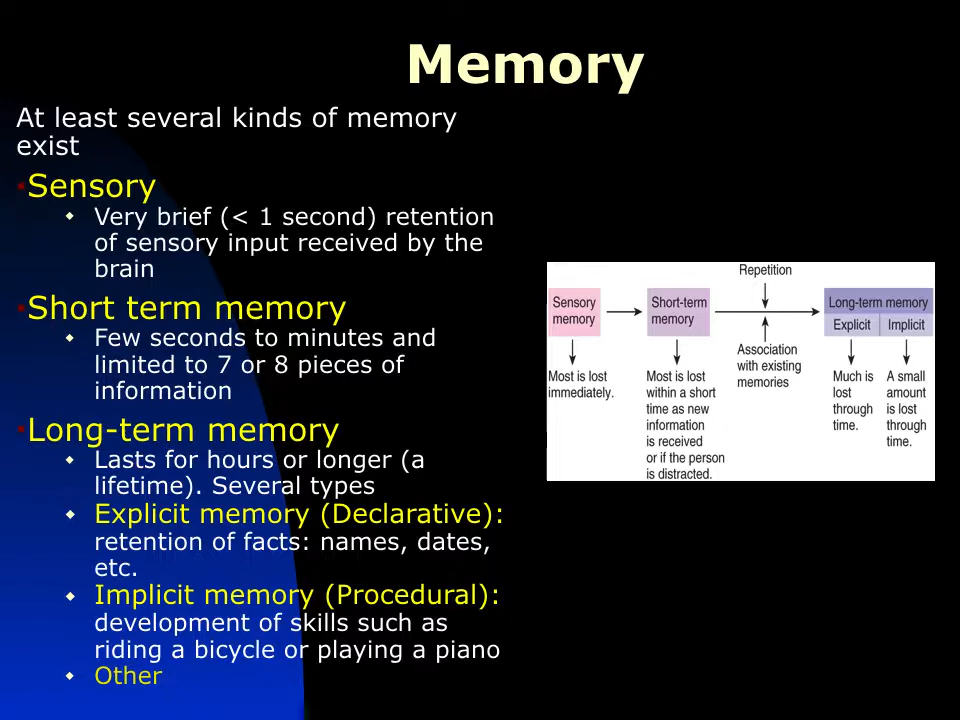 Memory
At least several kinds of memory
exist
•Sensory
◆ Very brief (< 1 second) retention
of sensory input received by the
brain
•Short term memory
◆ Few seconds to minutes and
limited to 7 or 8 pieces of
information
•Long-term memory
◆ Lasts for hours or longer (a
lifetime). Several types
◆ Explicit memory (Declarative):
retention of facts: names, dates,
etc.
◆ Implicit memory (Procedural):
development of skills such as
riding a bicycle or playing a piano
◆ Other
Repetition
Sensory
memory
Short-term
memory
Long-term memory
Explicit
Implicit
Association
with existing
memories
Most is lost
immediately.
Most is lost
within a short
time as new
information
is received
or if the person
is distracted.
Much is
lost
through
time.
A small
amount
is lost
through
time.